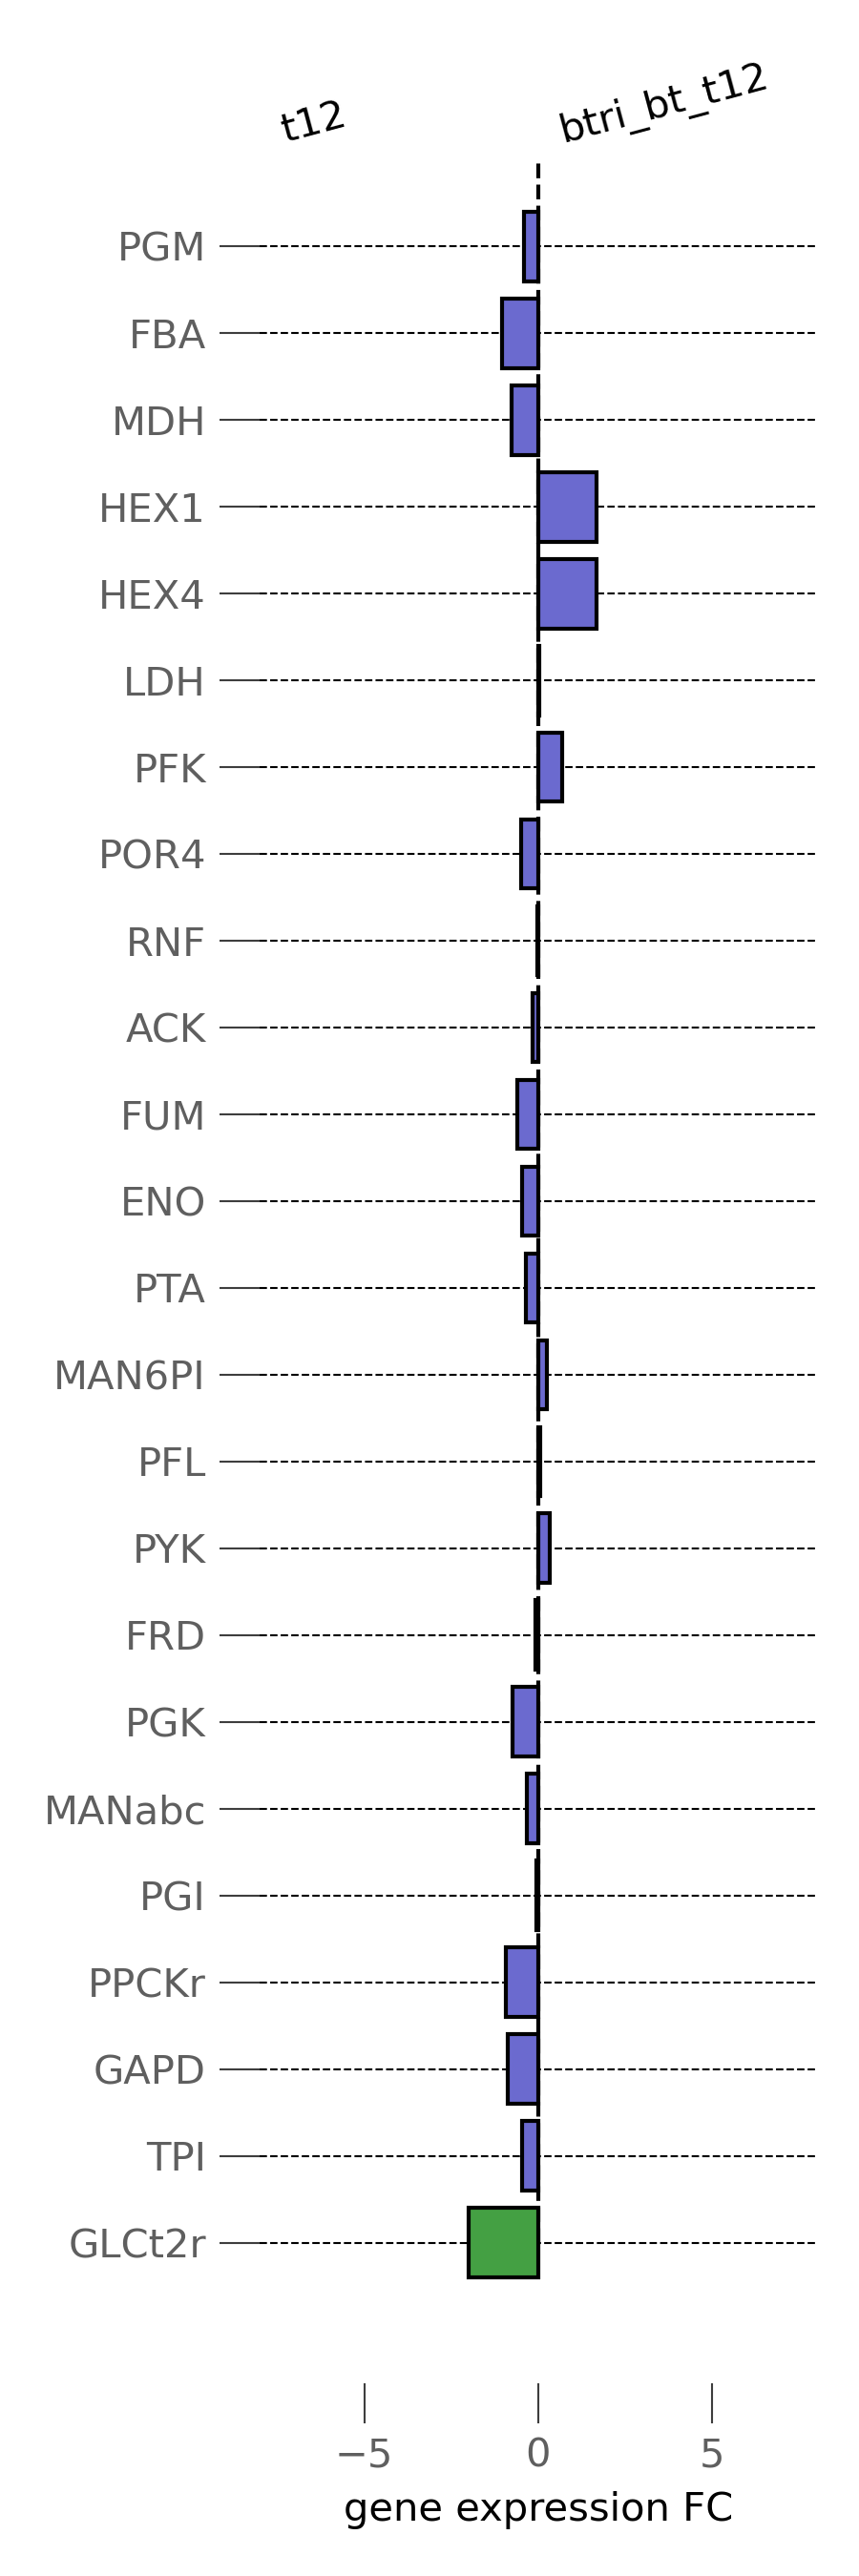 t12
btri_bt_t12
PGM
FBA
MDH
HEX1
HEX4
LDH
PFK
POR4
RNF
ACK
FUM
ENO
PTA
MAN6PI
PFL
PYK
FRD
PGK
MANabc
PGI
PPCKr
GAPD
TPI
GLCt2r
−5 0 5
gene expression FC